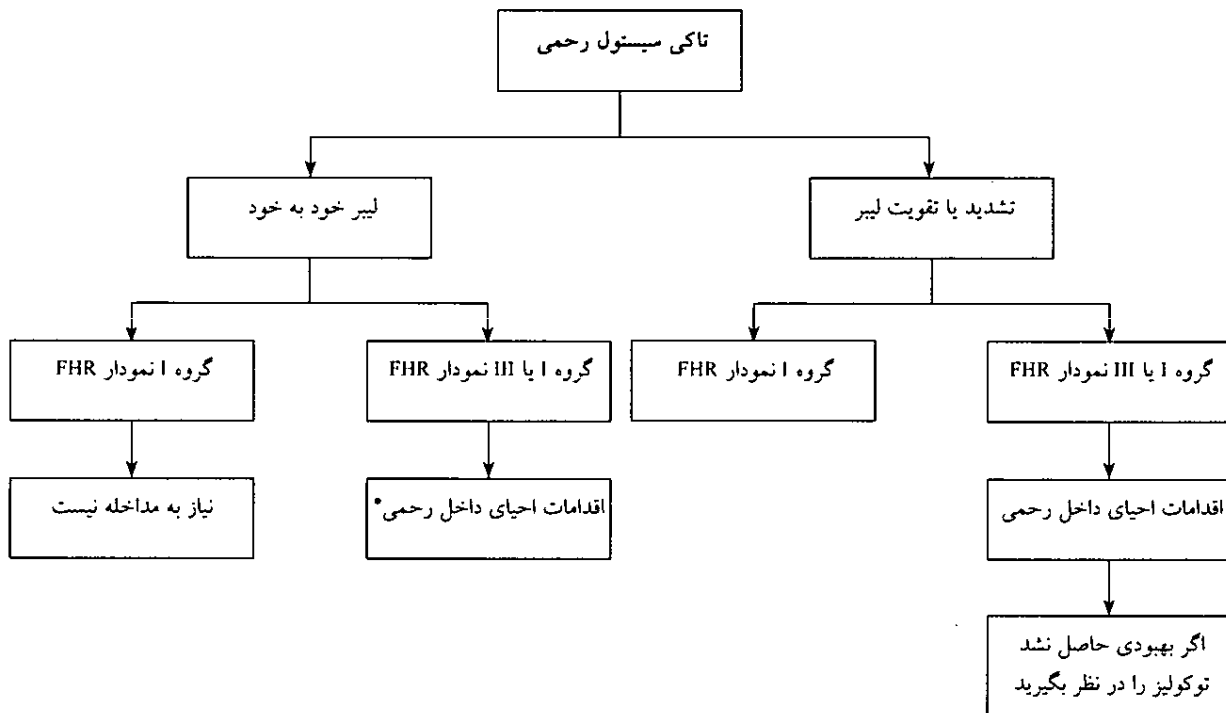 تاکی سیستول رحمی
لیبر خود به خود
تشدید یا تقویت لیبر
گروه I نمودار FHR
گروه I یا III نمودار FHR
گروه I نمودار FHR
گروه I یا III نمودار FHR
نیاز به مداخله نیست
اقدامات احیای داخل رحمی*
اقدامات احیای داخل رحمی
اگر بهبودی حاصل نشد
توکولیز را در نظر بگیرید